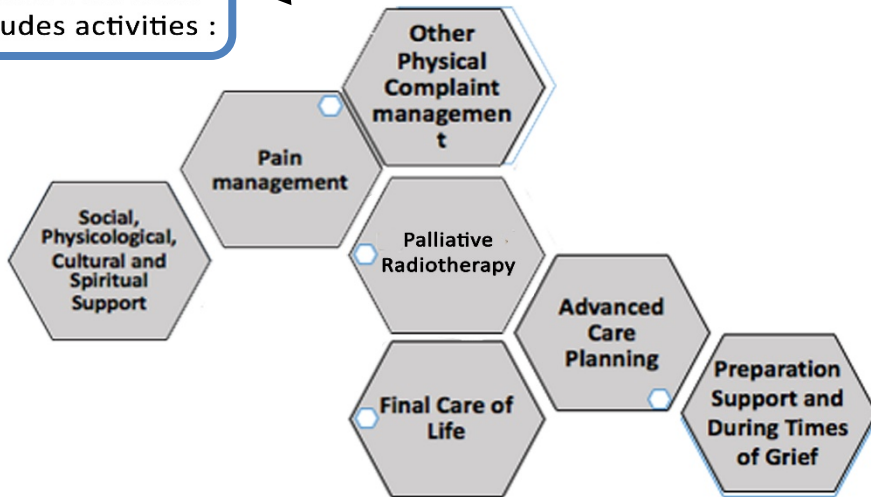 udes activities :
Other
Physical
Complaint
managemen
t
Pain
management
Social,
Physicological,
Cultural and
Spiritual
Support
Palliative
Radiotherapy
Advanced
Care
Planning
Final Care of
Life
Preparation
Support and
During Times
of Grief